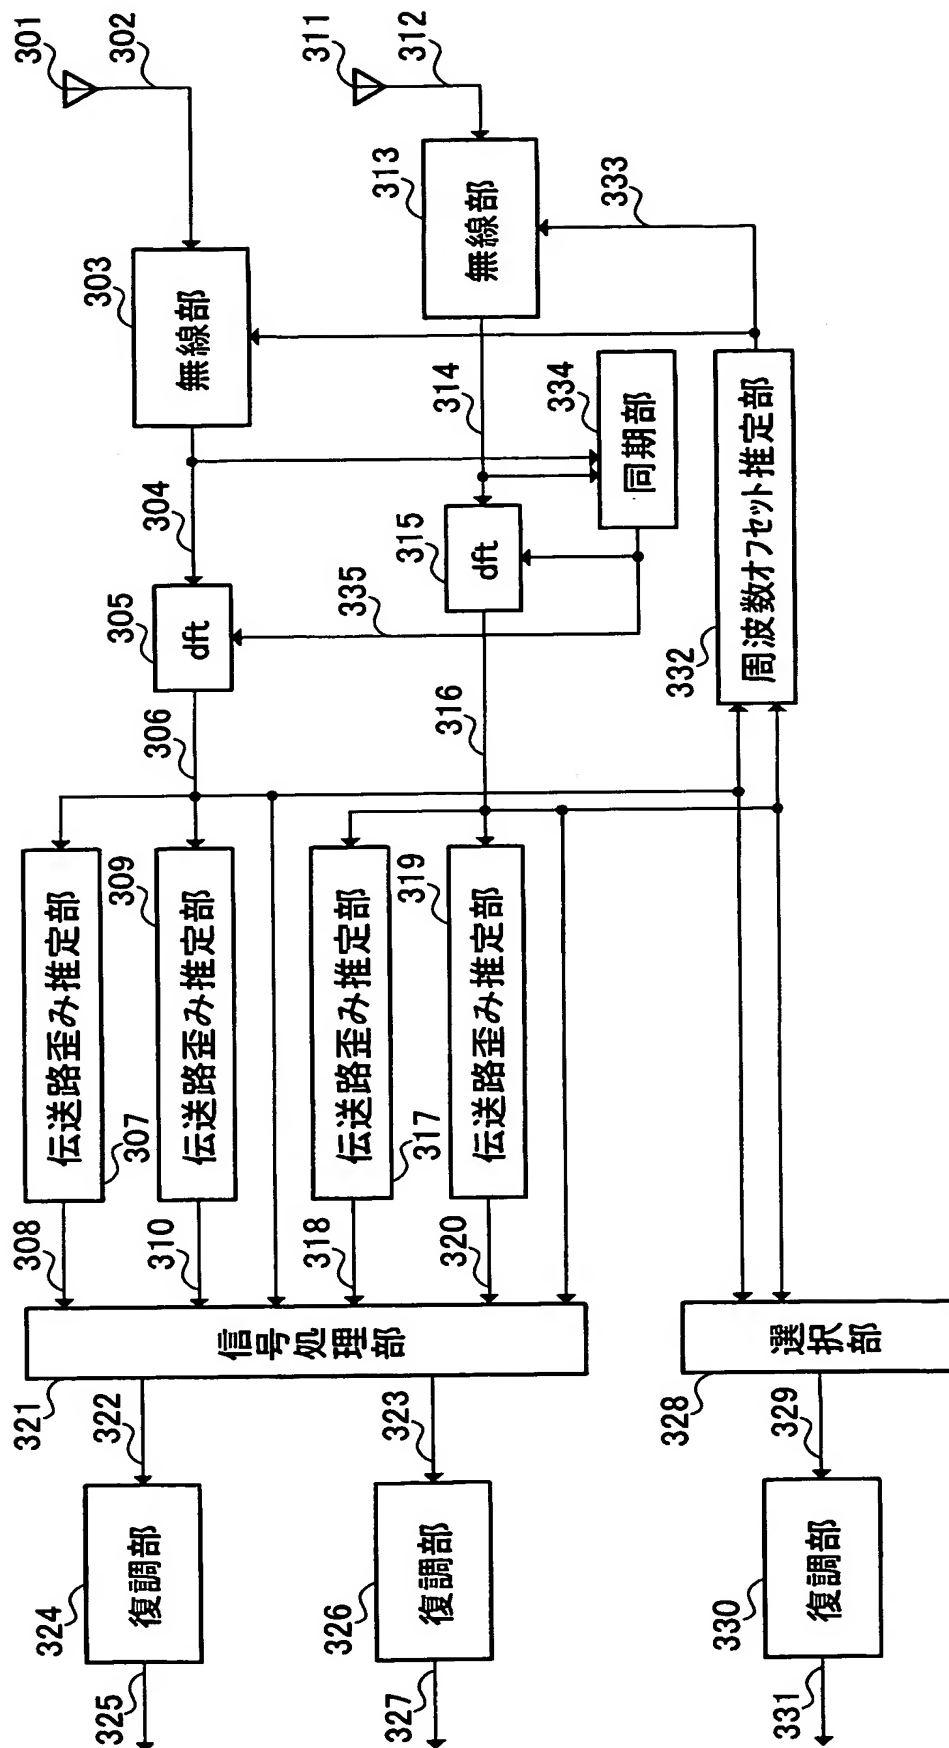 301
302
303
無線部
304
305
dft
306
307
伝送路歪み推定部
308
309
伝送路歪み推定部
310
311
312
313
無線部
314
315
dft
316
317
伝送路歪み推定部
318
319
伝送路歪み推定部
320
321
信号処理部
322
323
324
復調部
325
326
復調部
327
328
選択部
329
330
復調部
331
332
周波数オフセット推定部
333
334
同期部
335